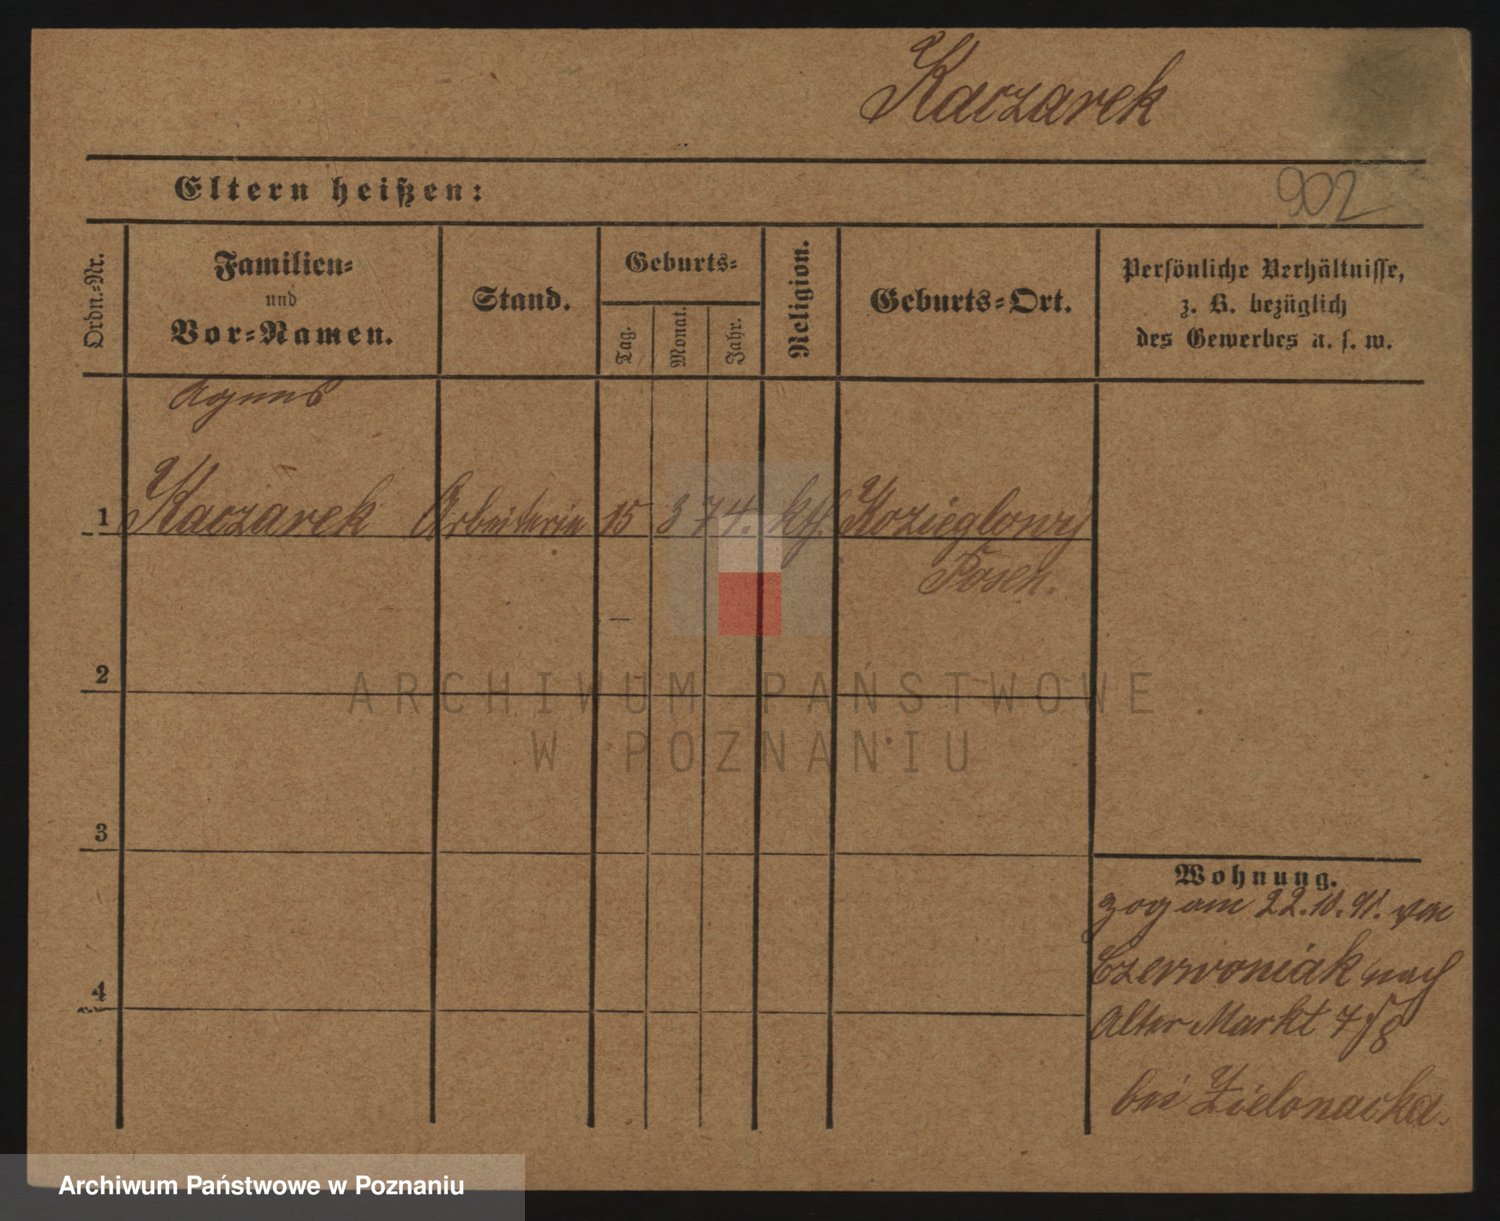 Kaczarek
902
Eltern heißen:
Ordn.-Nr.
Familien-
und
Vor-Namen.
Stand.
Geburts-
Tag.
Monat.
Jahr.
Religion.
Geburts-Ort.
Persönliche Verhältnisse,
z. B. bezüglich
des Gewerbes u. s. w.
Agnes
1 Kaczarek Arbeiterin 15 3 74. kth. Kozieglowy
Posen.
2
3
4
Wohnung.
zog am 22.10.91. von
Czerwoniak nach
Alter Markt 7/8
bei Zielonacka.
ARCHIWUM PAŃSTWOWE
W POZNANIU
Archiwum Państwowe w Poznaniu